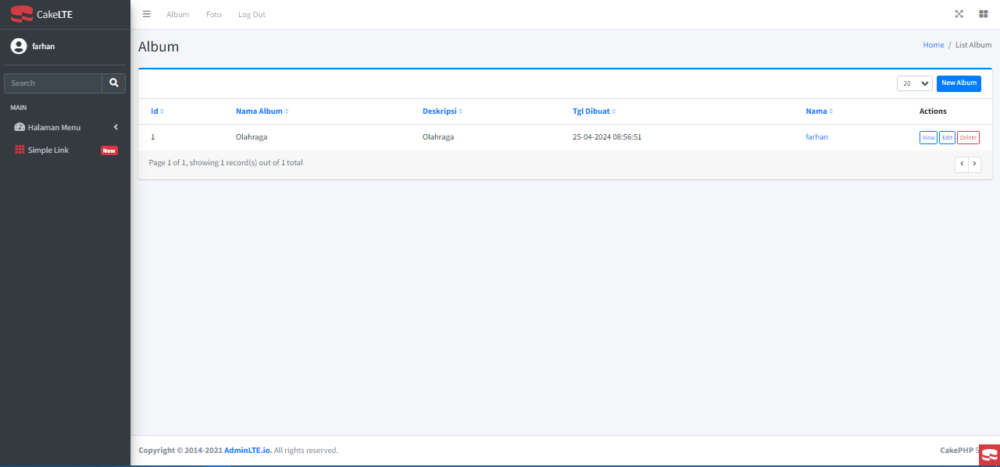 CakeLTE
Album Foto Log Out
farhan
Album
Home / List Album
Search
20 New Album
MAIN
Halaman Menu
Simple Link New
Id Nama Album Deskripsi Tgl Dibuat Nama Actions
1 Olahraga Olahraga 25-04-2024 08:56:51 farhan View Edit Delete
Page 1 of 1, showing 1 record(s) out of 1 total
Copyright © 2014-2021 AdminLTE.io. All rights reserved.
CakePHP 5